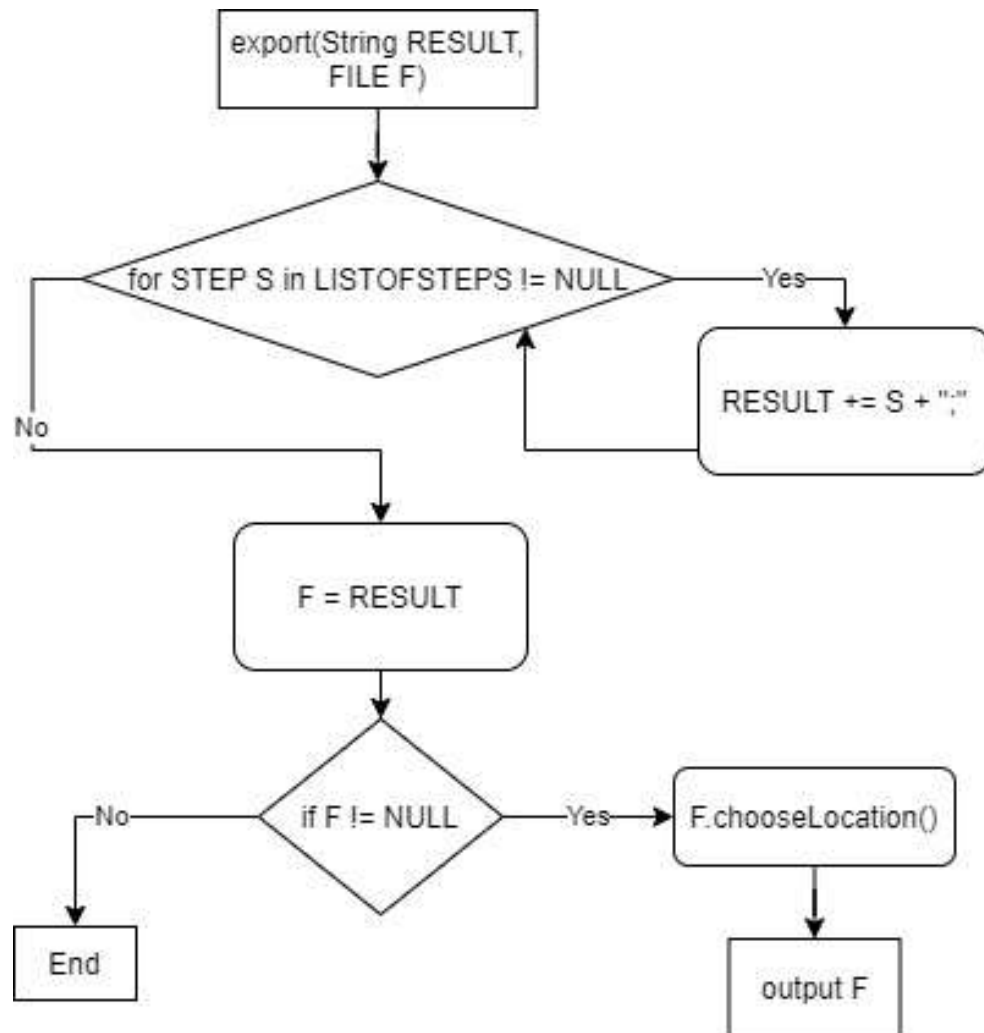 export(String RESULT,
FILE F)
for STEP S in LISTOFSTEPS != NULL
Yes
RESULT += S + ";"
No
F = RESULT
if F != NULL
No
Yes
F.chooseLocation()
End
output F